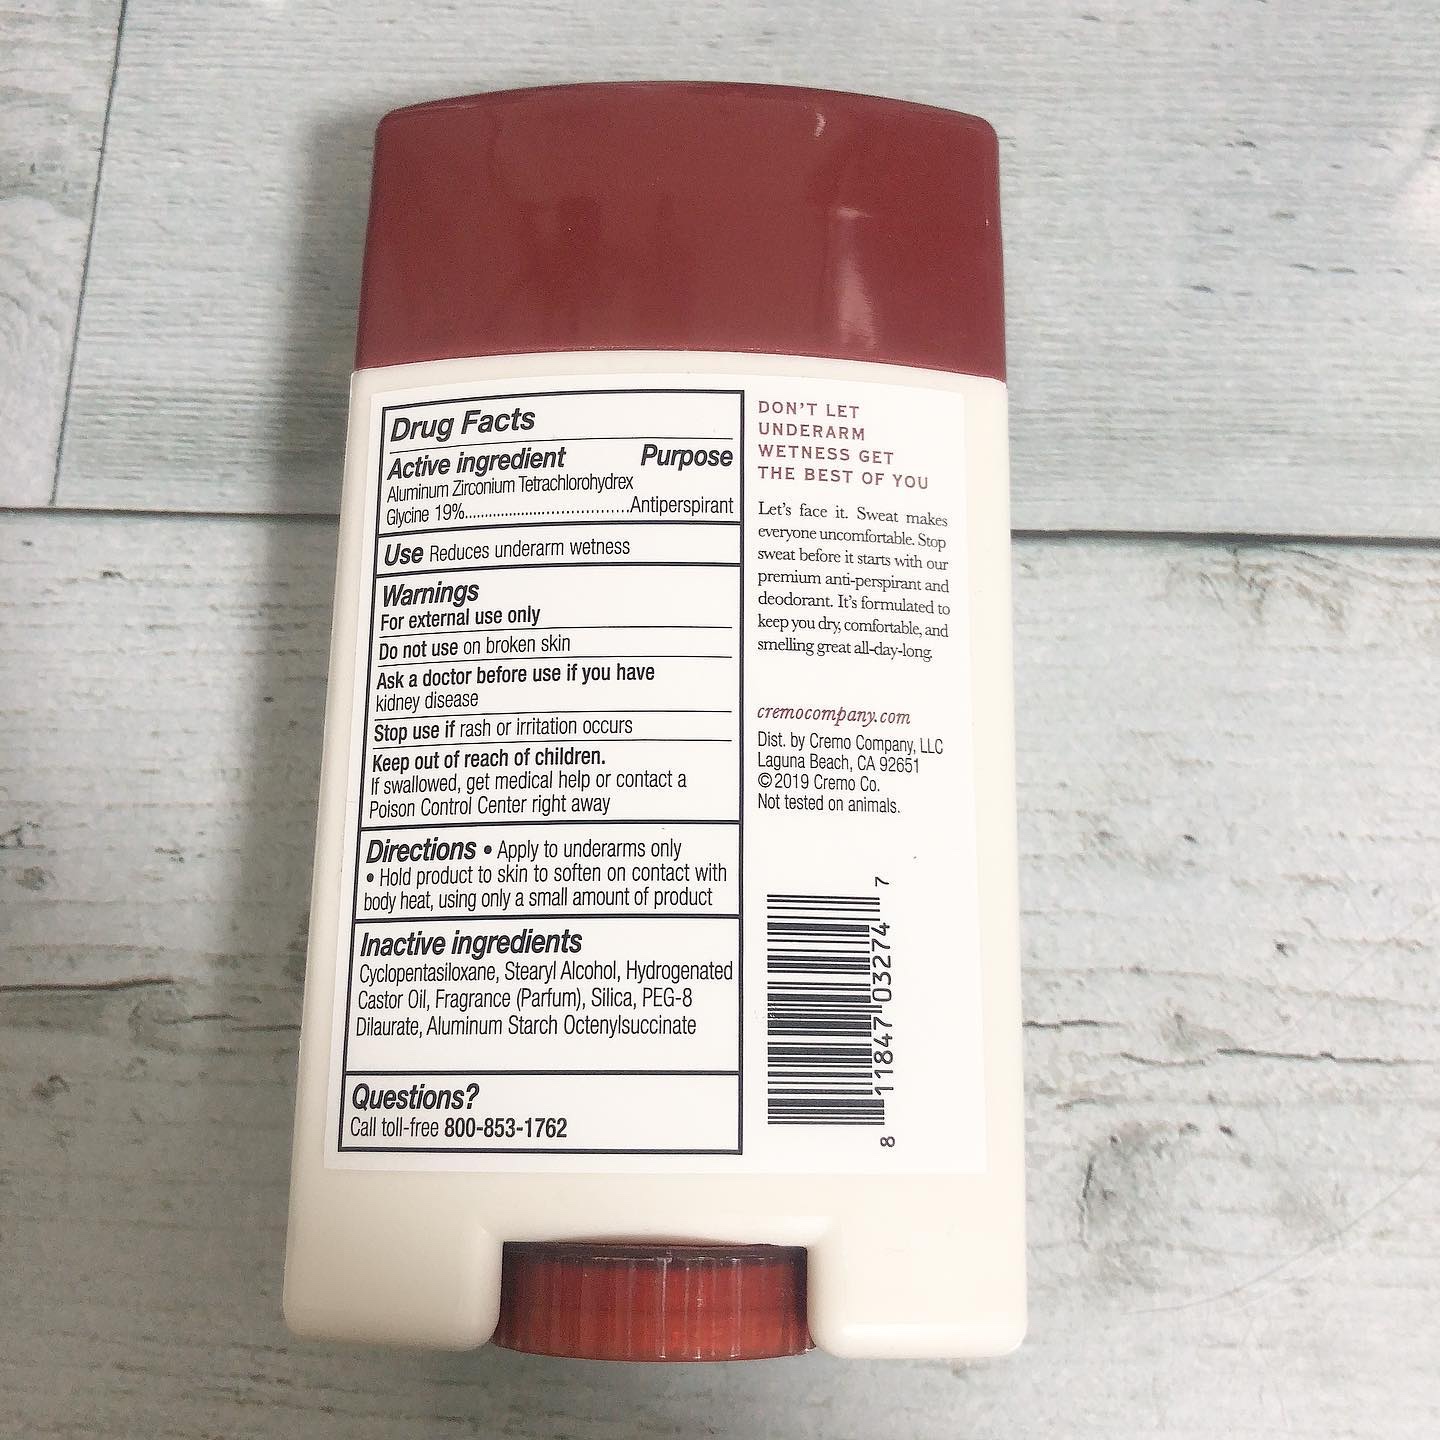 Drug Facts
Active ingredient Purpose
Aluminum Zirconium Tetrachlorohydrex
Glycine 19%......................................Antiperspirant
Use Reduces underarm wetness
Warnings
For external use only
Do not use on broken skin
Ask a doctor before use if you have
kidney disease
Stop use if rash or irritation occurs
Keep out of reach of children.
If swallowed, get medical help or contact a
Poison Control Center right away
Directions • Apply to underarms only
• Hold product to skin to soften on contact with
body heat, using only a small amount of product
Inactive ingredients
Cyclopentasiloxane, Stearyl Alcohol, Hydrogenated
Castor Oil, Fragrance (Parfum), Silica, PEG-8
Dilaurate, Aluminum Starch Octenylsuccinate
Questions?
Call toll-free 800-853-1762
DON'T LET
UNDERARM
WETNESS GET
THE BEST OF YOU
Let's face it. Sweat makes
everyone uncomfortable. Stop
sweat before it starts with our
premium anti-perspirant and
deodorant. It's formulated to
keep you dry, comfortable, and
smelling great all-day-long.
cremocompany.com
Dist. by Cremo Company, LLC
Laguna Beach, CA 92651
©2019 Cremo Co.
Not tested on animals.
8 11847 03274 7